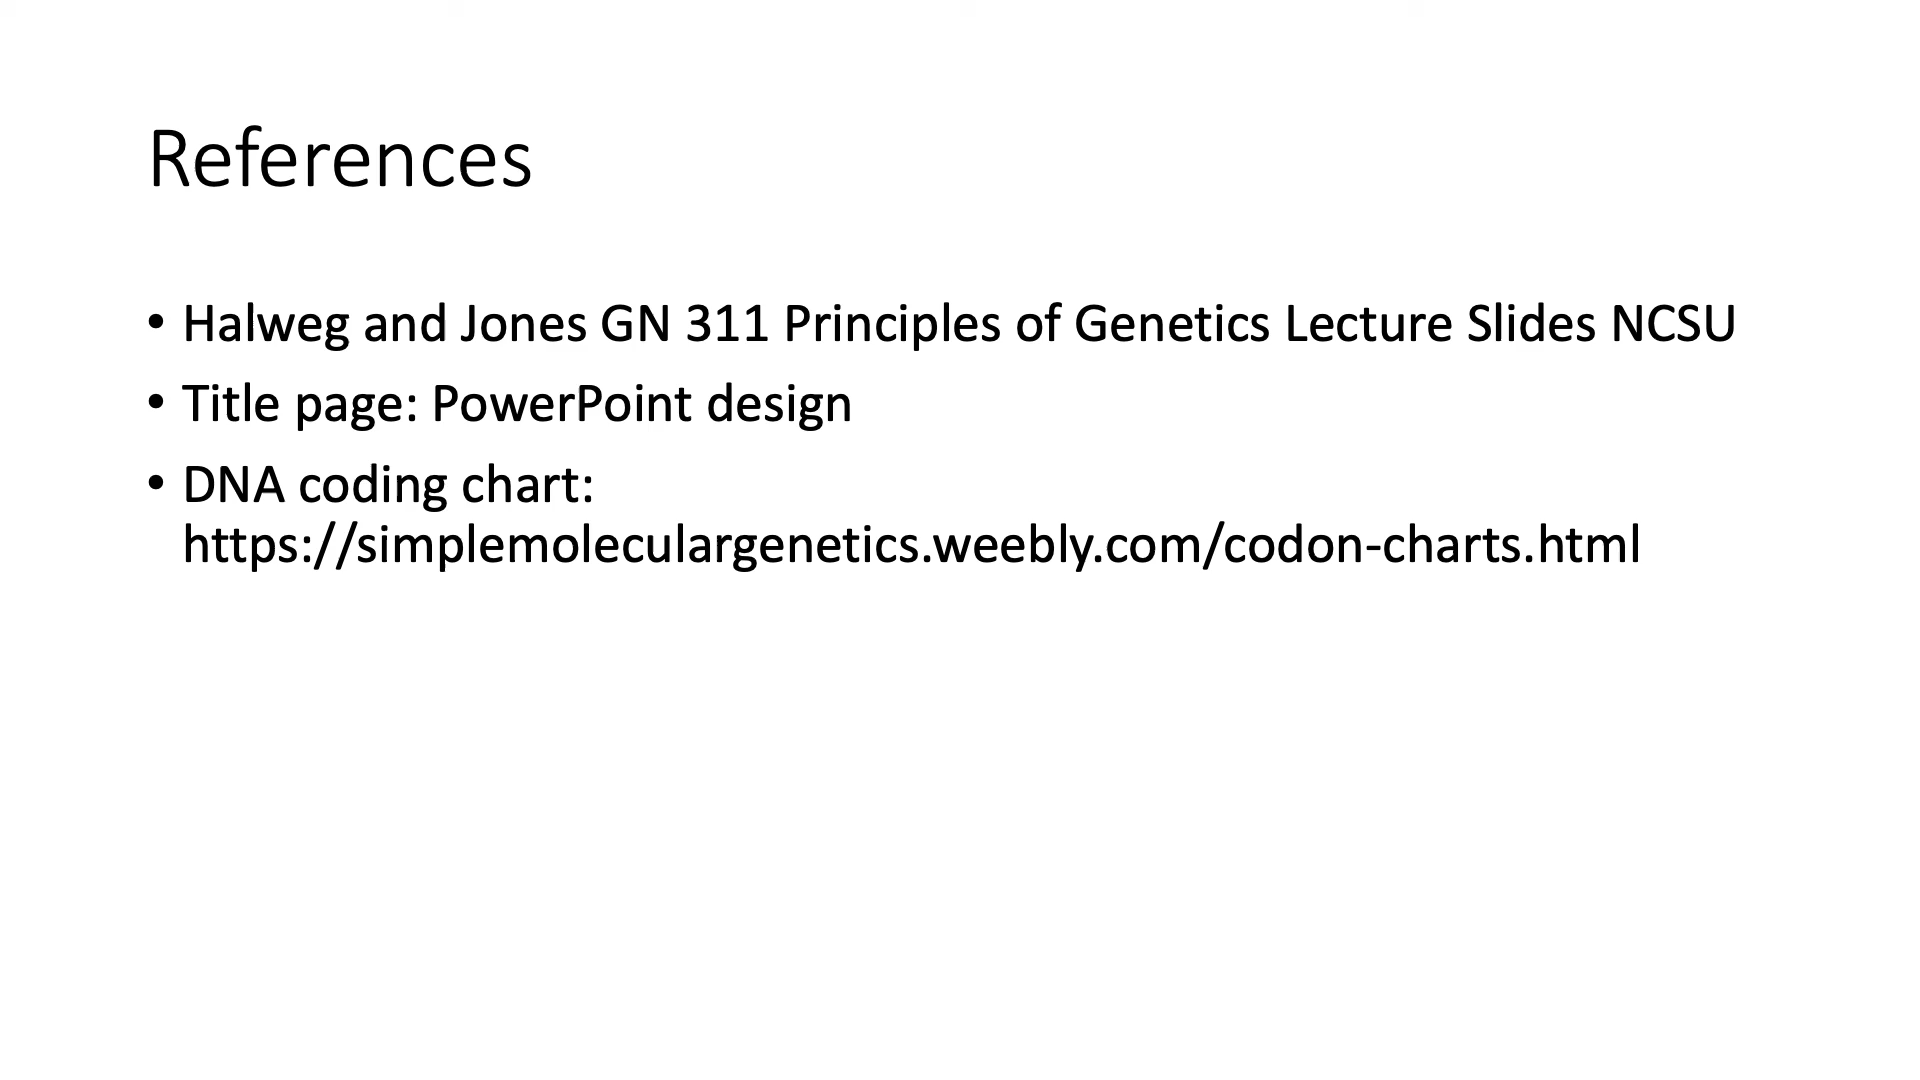 References
• Halweg and Jones GN 311 Principles of Genetics Lecture Slides NCSU
• Title page: PowerPoint design
• DNA coding chart:
https://simplemoleculargenetics.weebly.com/codon-charts.html